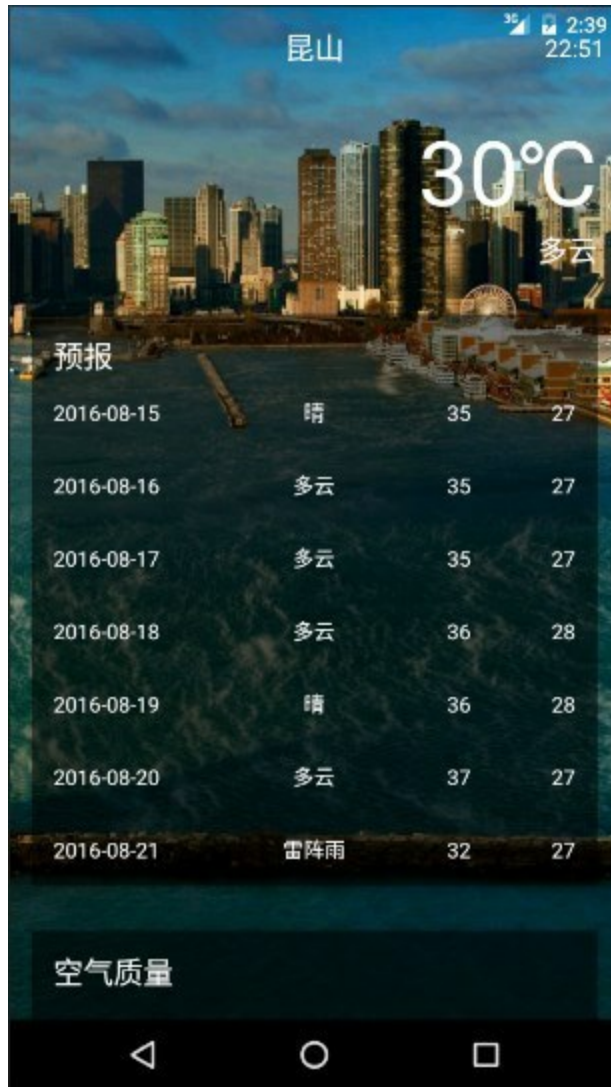 3G 2:39
昆山 22:51
30℃
多云
预报
2016-08-15 晴 35 27
2016-08-16 多云 35 27
2016-08-17 多云 35 27
2016-08-18 多云 36 28
2016-08-19 晴 36 28
2016-08-20 多云 37 27
2016-08-21 雷阵雨 32 27
空气质量